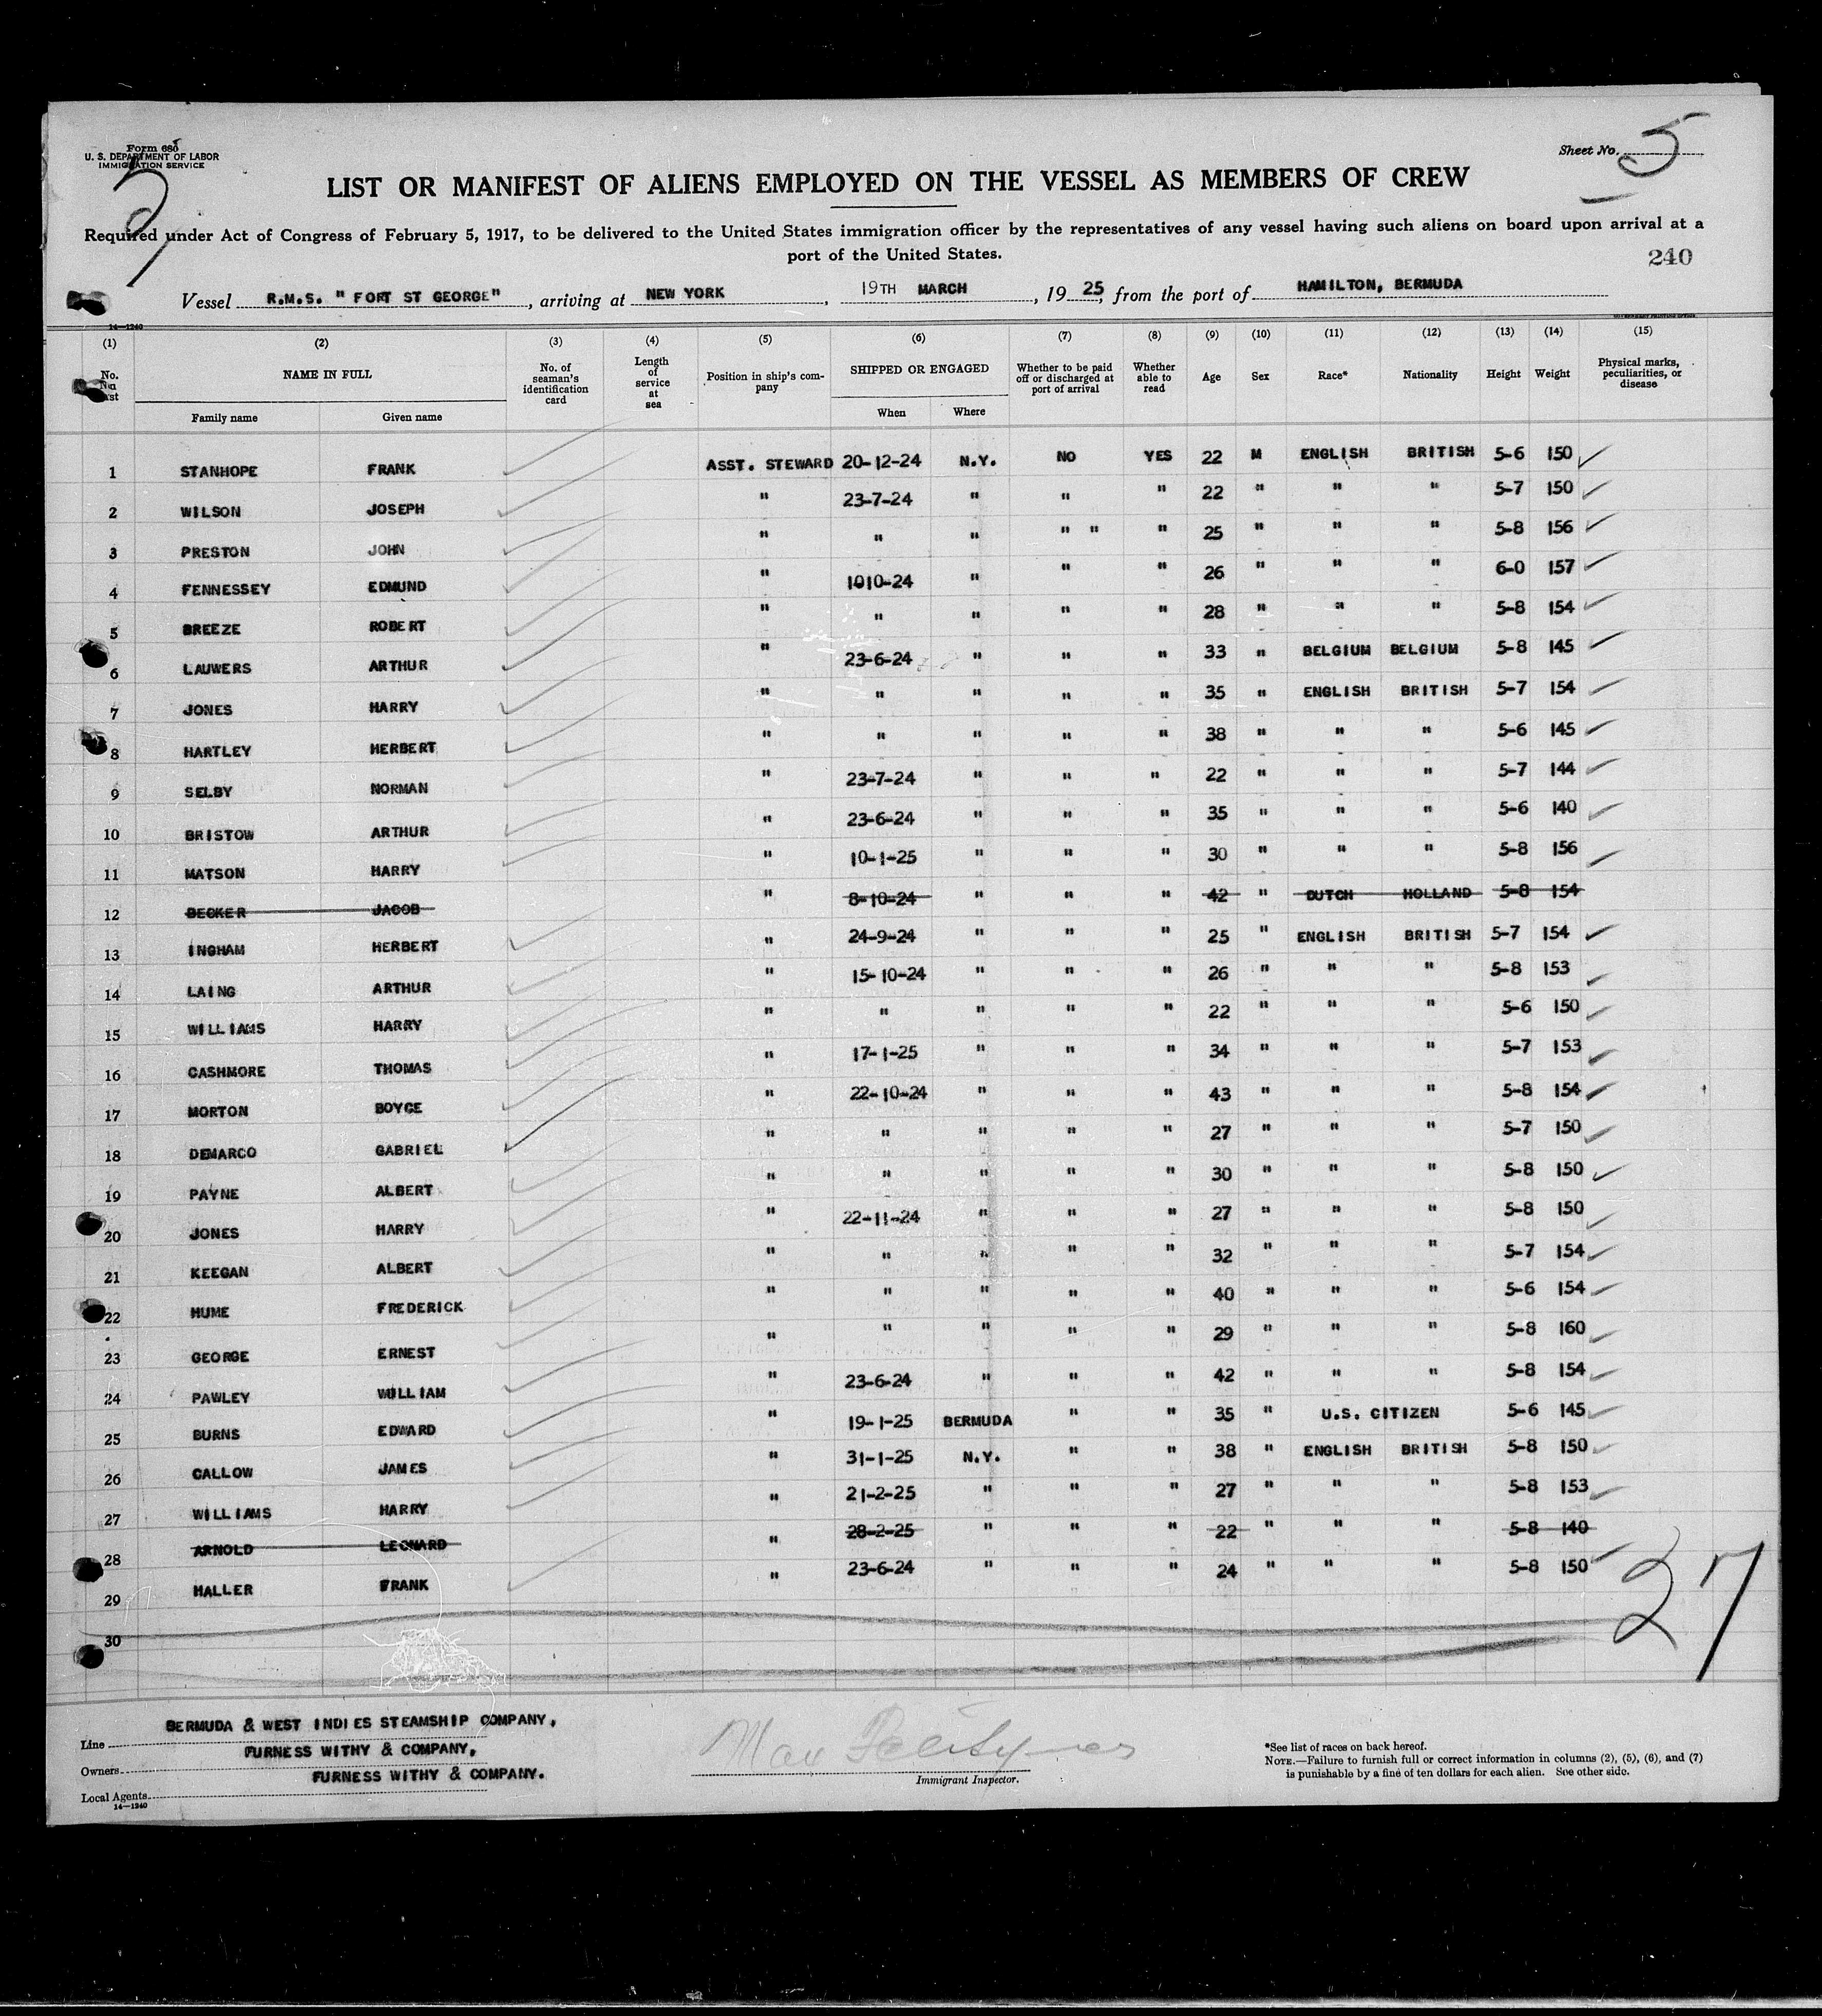 Form 680
U. S. DEPARTMENT OF LABOR
IMMIGRATION SERVICE
Sheet No. 5
5
LIST OR MANIFEST OF ALIENS EMPLOYED ON THE VESSEL AS MEMBERS OF CREW
Required under Act of Congress of February 5, 1917, to be delivered to the United States immigration officer by the representatives of any vessel having such aliens on board upon arrival at a
port of the United States.
240
Vessel R.M.S. " FORT ST GEORGE" , arriving at NEW YORK , 19TH MARCH , 19 25, from the port of HAMILTON, BERMUDA
14—1240
(1) (2) (3) (4) (5) (6) (7) (8) (9) (10) (11) (12) (13) (14) (15)
No. on list NAME IN FULL Family name Given name No. of seaman's identification card Length of service at sea Position in ship's company SHIPPED OR ENGAGED When Where Whether to be paid off or discharged at port of arrival Whether able to read Age Sex Race* Nationality Height Weight Physical marks, peculiarities, or disease
1 STANHOPE FRANK ASST. STEWARD 20-12-24 N.Y. NO YES 22 M ENGLISH BRITISH 5-6 150
2 WILSON JOSEPH " 23-7-24 " " " 22 " " " 5-7 150
3 PRESTON JOHN " " " " " " 25 " " " 5-8 156
4 FENNESSEY EDMUND " 1010-24 " " " 26 " " " 6-0 157
5 BREEZE ROBERT " " " " " 28 " " " 5-8 154
6 LAUWERS ARTHUR " 23-6-24 " " " 33 " BELGIUM BELGIUM 5-8 145
7 JONES HARRY " " " " " 35 " ENGLISH BRITISH 5-7 154
8 HARTLEY HERBERT " " " " " 38 " " " 5-6 145
9 SELBY NORMAN " 23-7-24 " " " 22 " " " 5-7 144
10 BRISTOW ARTHUR " 23-6-24 " " " 35 " " " 5-6 140
11 MATSON HARRY " 10-1-25 " " " 30 " " " 5-8 156
12 BECKER JACOB " 8-10-24 " " " 42 " DUTCH HOLLAND 5-8 154
13 INGHAM HERBERT " 24-9-24 " " " 25 " ENGLISH BRITISH 5-7 154
14 LAING ARTHUR " 15-10-24 " " " 26 " " " 5-8 153
15 WILLIAMS HARRY " " " " " 22 " " " 5-6 150
16 CASHMORE THOMAS " 17-1-25 " " " 34 " " " 5-7 153
17 MORTON BOYCE " 22-10-24 " " " 43 " " " 5-8 154
18 DEMARCO GABRIEL " " " " " 27 " " " 5-7 150
19 PAYNE ALBERT " " " " " 30 " " " 5-8 150
20 JONES HARRY " 22-11-24 " " " 27 " " " 5-8 150
21 KEEGAN ALBERT " " " " " 32 " " " 5-7 154
22 HUME FREDERICK " " " " " 40 " " " 5-6 154
23 GEORGE ERNEST " " " " " 29 " " " 5-8 160
24 PAWLEY WILLIAM " 23-6-24 " " " 42 " " " 5-8 154
25 BURNS EDWARD " 19-1-25 BERMUDA " " 35 " U.S. CITIZEN 5-6 145
26 CALLOW JAMES " 31-1-25 N.Y. " " 38 " ENGLISH BRITISH 5-8 150
27 WILLIAMS HARRY " 21-2-25 " " " 27 " " " 5-8 153
28 ARNOLD LEONARD " 28-2-25 " " " 22 " " " 5-8 140
29 HALLER FRANK " 23-6-24 " " " 24 " " " 5-8 150
30
27
Line BERMUDA & WEST INDIES STEAMSHIP COMPANY,
Owners FURNESS WITHY & COMPANY,
Local Agents FURNESS WITHY & COMPANY.
14—1240
Immigrant Inspector.
*See list of races on back hereof.
NOTE.—Failure to furnish full or correct information in columns (2), (5), (6), and (7)
is punishable by a fine of ten dollars for each alien. See other side.